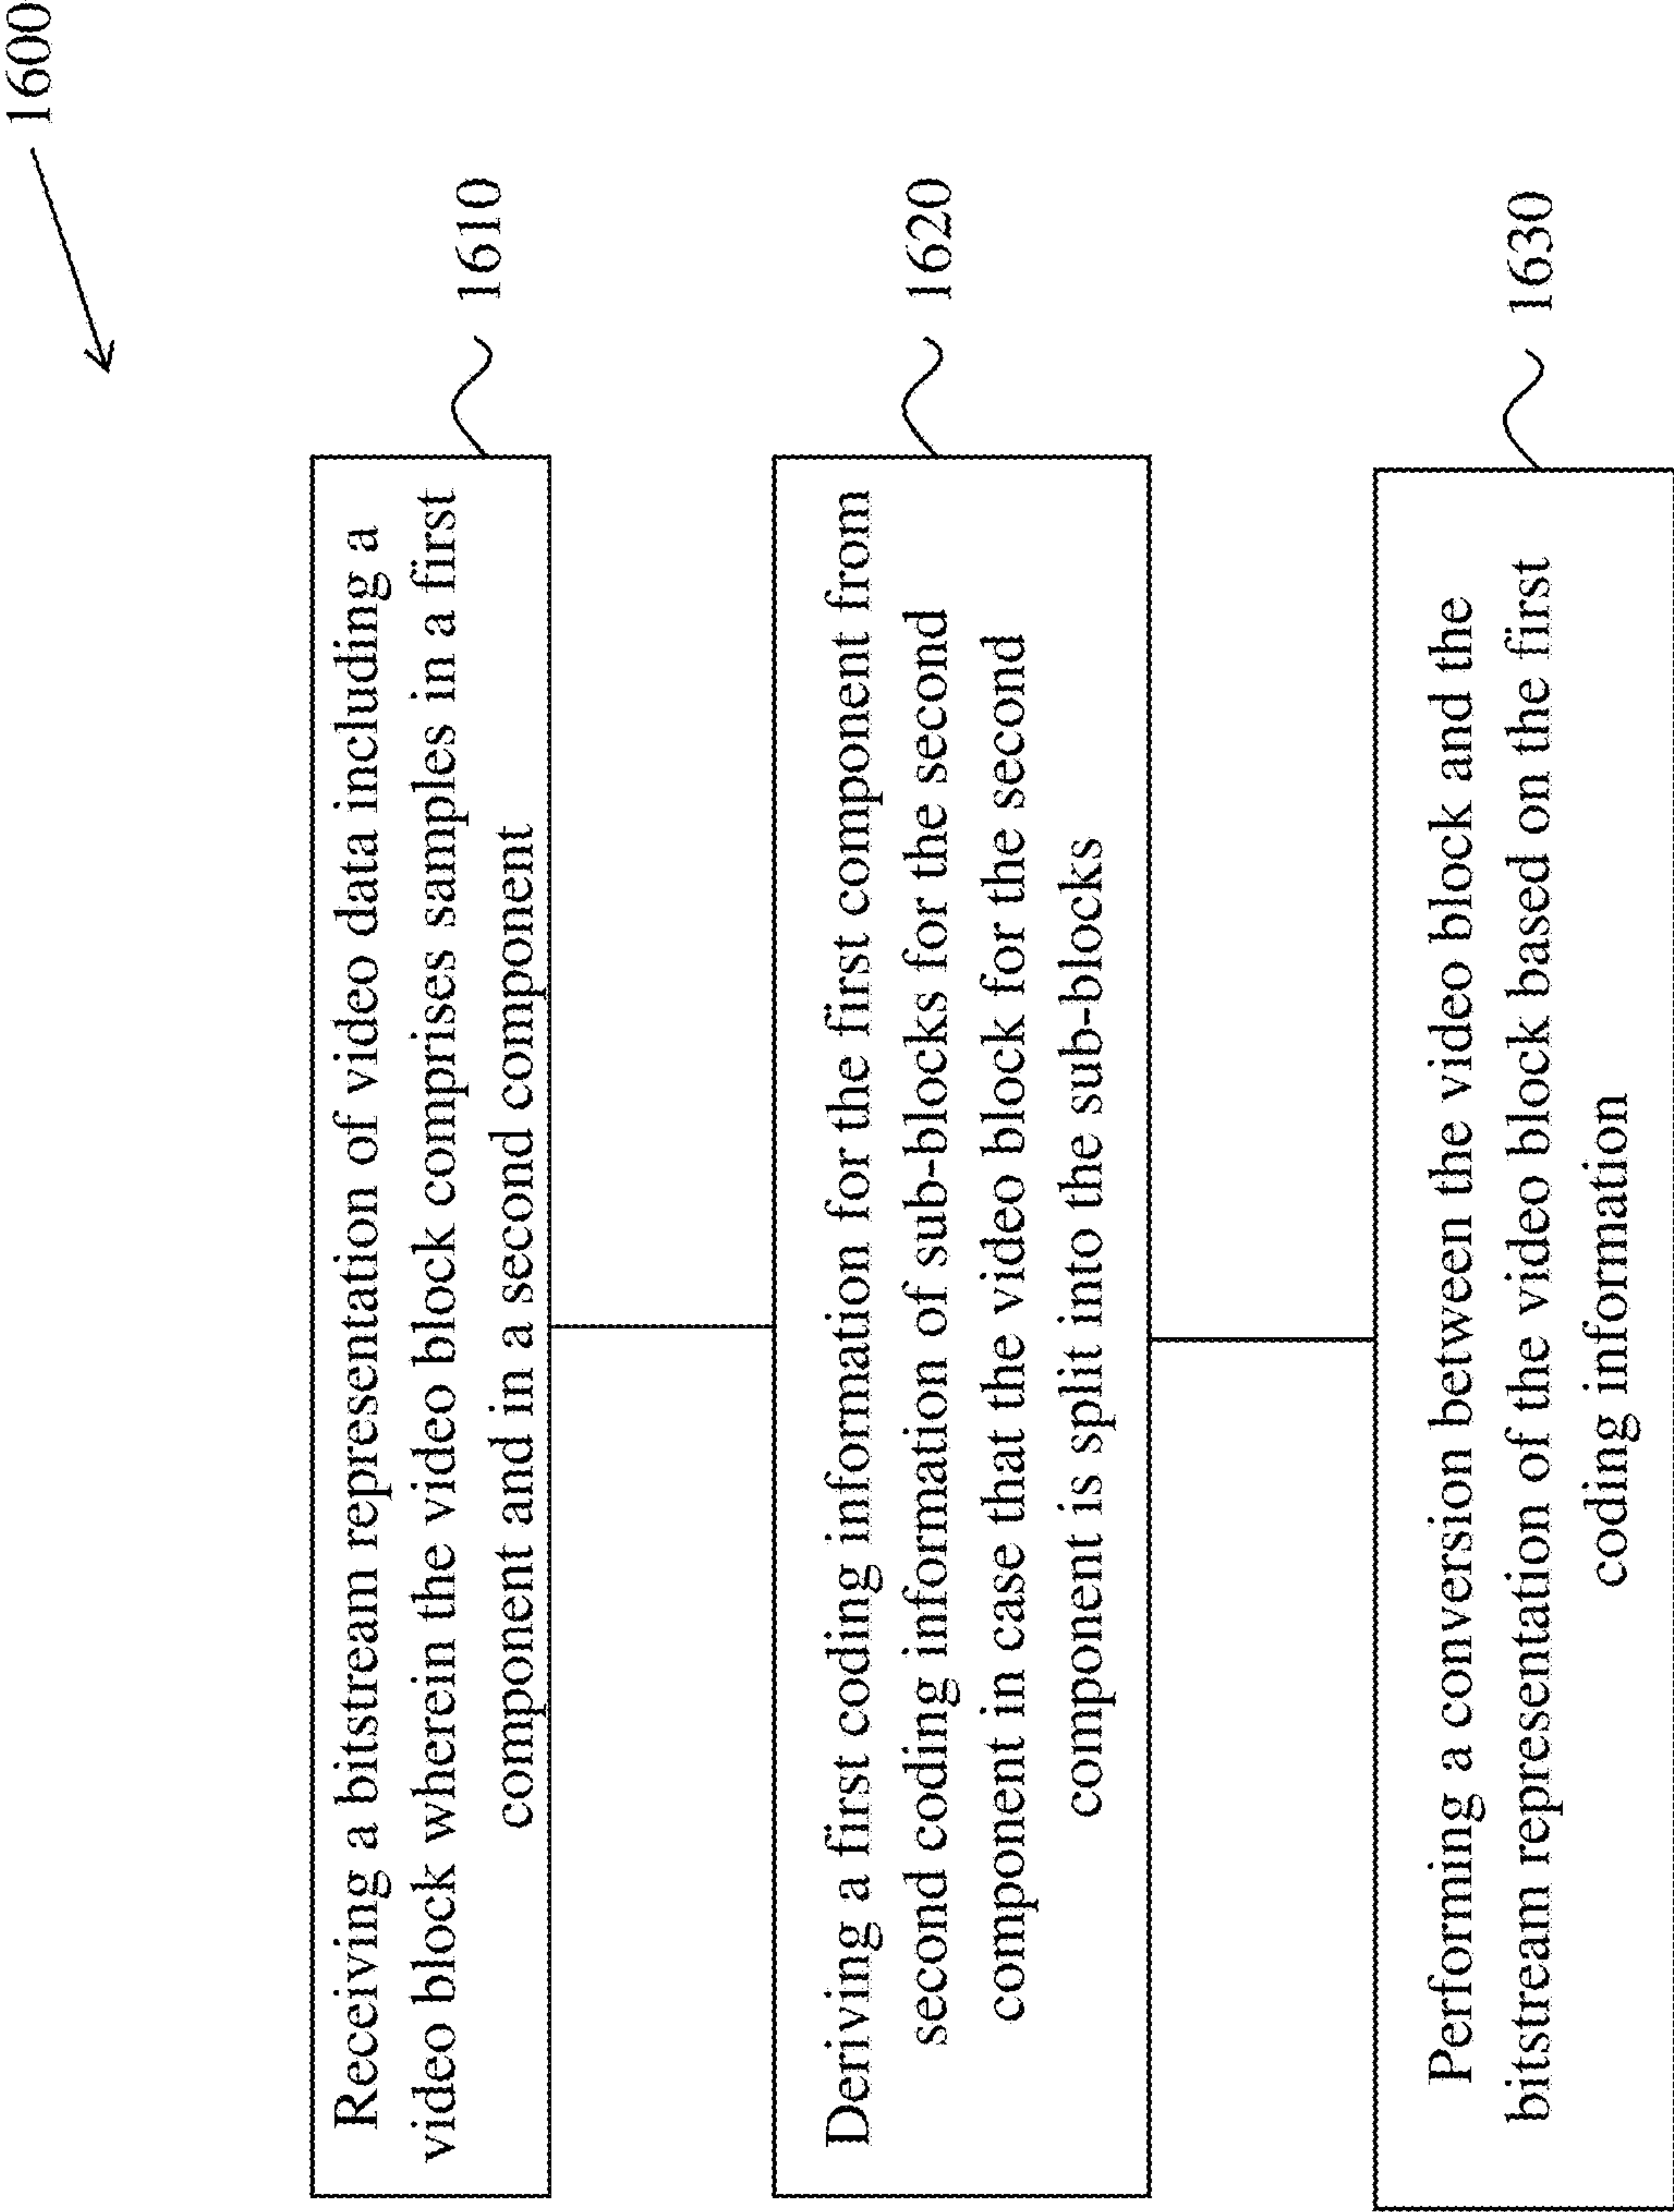 1600
Receiving a bitstream representation of video data including a
video block wherein the video block comprises samples in a first
component and in a second component
1610
Deriving a first coding information for the first component from
second coding information of sub-blocks for the second
component in case that the video block for the second
component is split into the sub-blocks
1620
Performing a conversion between the video block and the
bitstream representation of the video block based on the first
coding information
1630